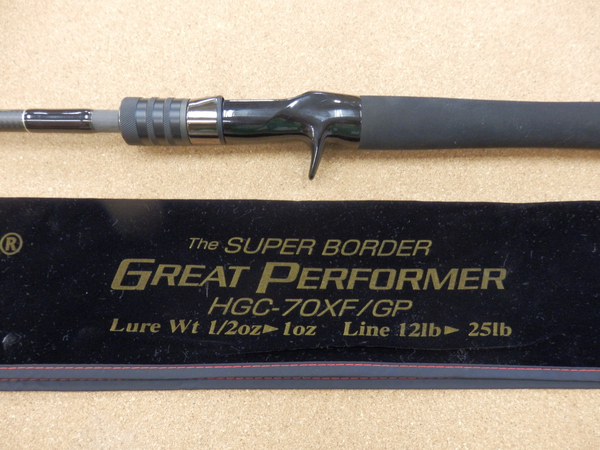 ®
The SUPER BORDER
GREAT PERFORMER
HGC-70XF/GP
Lure Wt 1/2oz►1oz Line 12lb► 25lb